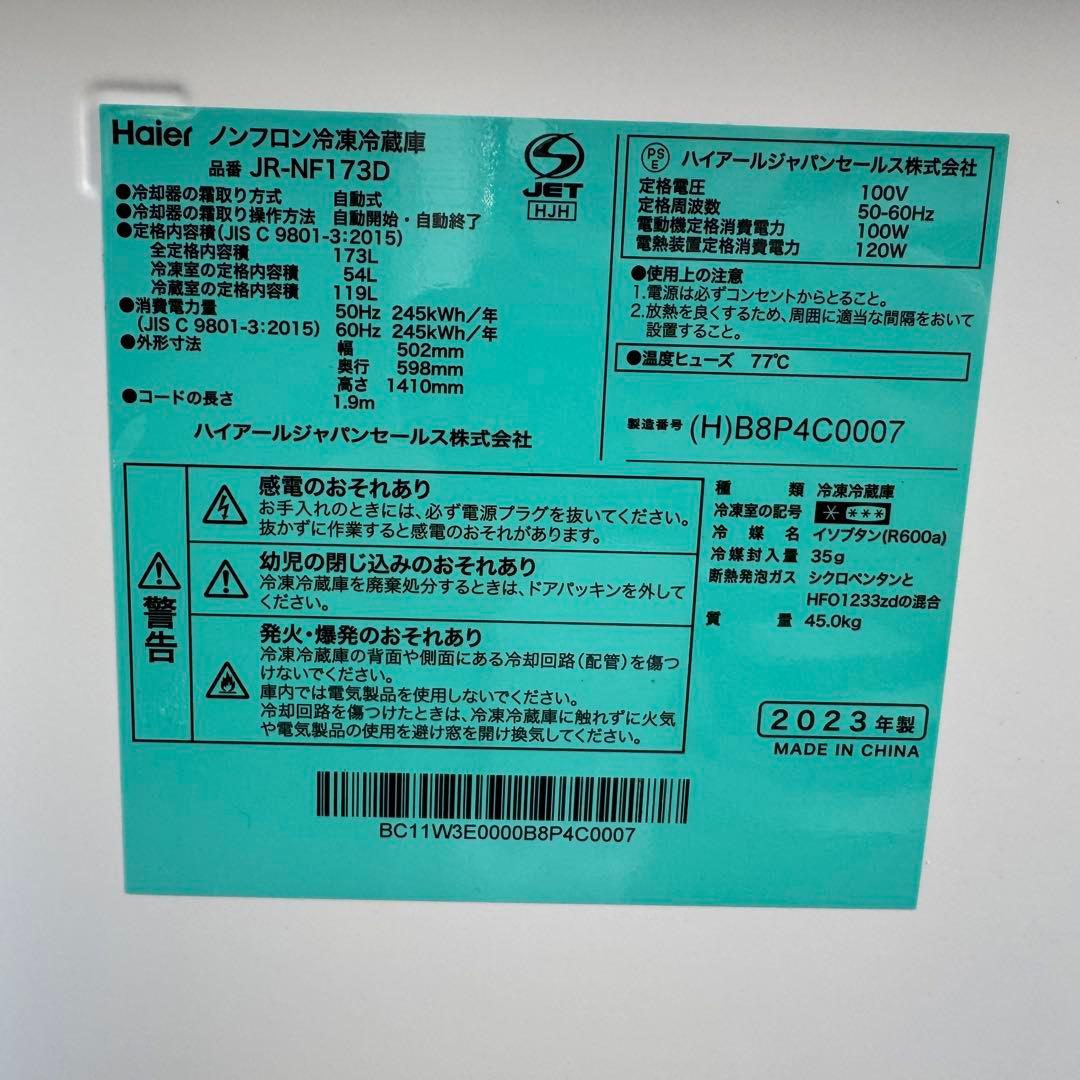 Haier ノンフロン冷凍冷蔵庫
品番 JR-NF173D
●冷却器の霜取り方式 自動式
●冷却器の霜取り操作方法 自動開始・自動終了
●定格内容積(JIS C 9801-3:2015)
全定格内容積 173L
冷凍室の定格内容積 54L
冷蔵室の定格内容積 119L
●消費電力量 50Hz 245kWh/年
(JIS C 9801-3:2015) 60Hz 245kWh/年
●外形寸法 幅 502mm
奥行 598mm
高さ 1410mm
●コードの長さ 1.9m
ハイアールジャパンセールス株式会社
JET
HJH
PSE ハイアールジャパンセールス株式会社
定格電圧 100V
定格周波数 50-60Hz
電動機定格消費電力 100W
電熱装置定格消費電力 120W
●使用上の注意
1.電源は必ずコンセントからとること。
2.放熱を良くするため、周囲に適当な間隔をおいて
設置すること。
●温度ヒューズ 77℃
製造番号 (H)B8P4C0007
警告
感電のおそれあり
お手入れのときには、必ず電源プラグを抜いてください。
抜かずに作業すると感電のおそれがあります。
幼児の閉じ込みのおそれあり
冷凍冷蔵庫を廃棄処分するときは、ドアパッキンを外して
ください。
発火・爆発のおそれあり
冷凍冷蔵庫の背面や側面にある冷却回路(配管)を傷つ
けないでください。
庫内では電気製品を使用しないでください。
冷却回路を傷つけたときは、冷凍冷蔵庫に触れずに火気
や電気製品の使用を避け窓を開け換気してください。
種類 冷凍冷蔵庫
冷凍室の記号 * ***
冷媒名 イソブタン(R600a)
冷媒封入量 35g
断熱発泡ガス シクロペンタンと
HFO1233zdの混合
質量 45.0kg
2023年製
MADE IN CHINA
BC11W3E0000B8P4C0007